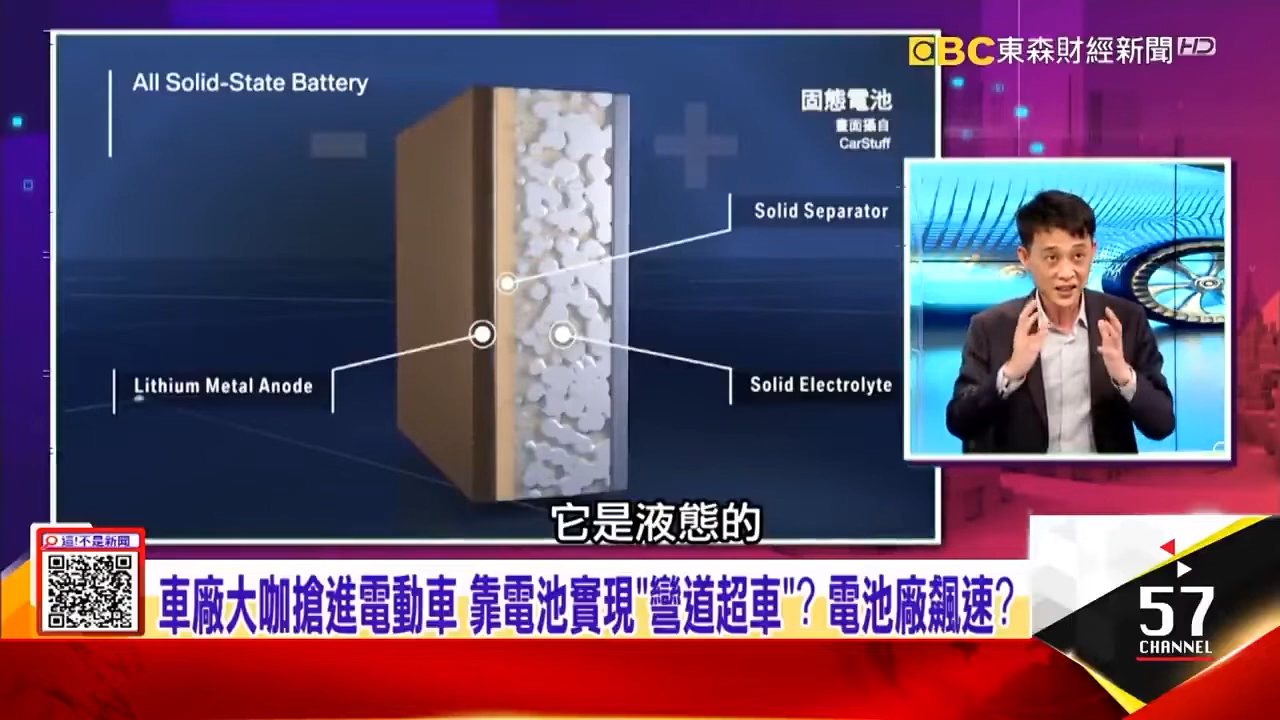 All Solid-State Battery
EBC東森財經新聞HD
固態電池
畫面攝自
CarStuff
Solid Separator
Lithium Metal Anode
Solid Electrolyte
它是液態的
這!不是新聞
車廠大咖搶進電動車 靠電池實現"彎道超車"? 電池廠飆速?
57
CHANNEL